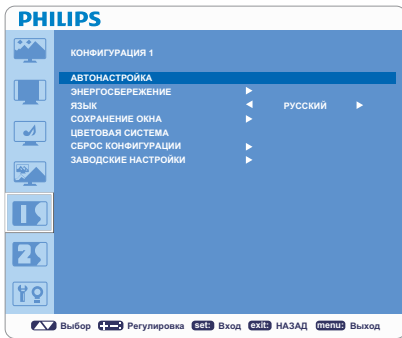 PHILIPS
КОНФИГУРАЦИЯ 1
АВТОНАСТРОЙКА
ЭНЕРГОСБЕРЕЖЕНИЕ
ЯЗЫК РУССКИЙ
СОХРАНЕНИЕ ОКНА
ЦВЕТОВАЯ СИСТЕМА
СБРОС КОНФИГУРАЦИИ
ЗАВОДСКИЕ НАСТРОЙКИ
Выбор Регулировка set: Вход exit: НАЗАД menu: Выход